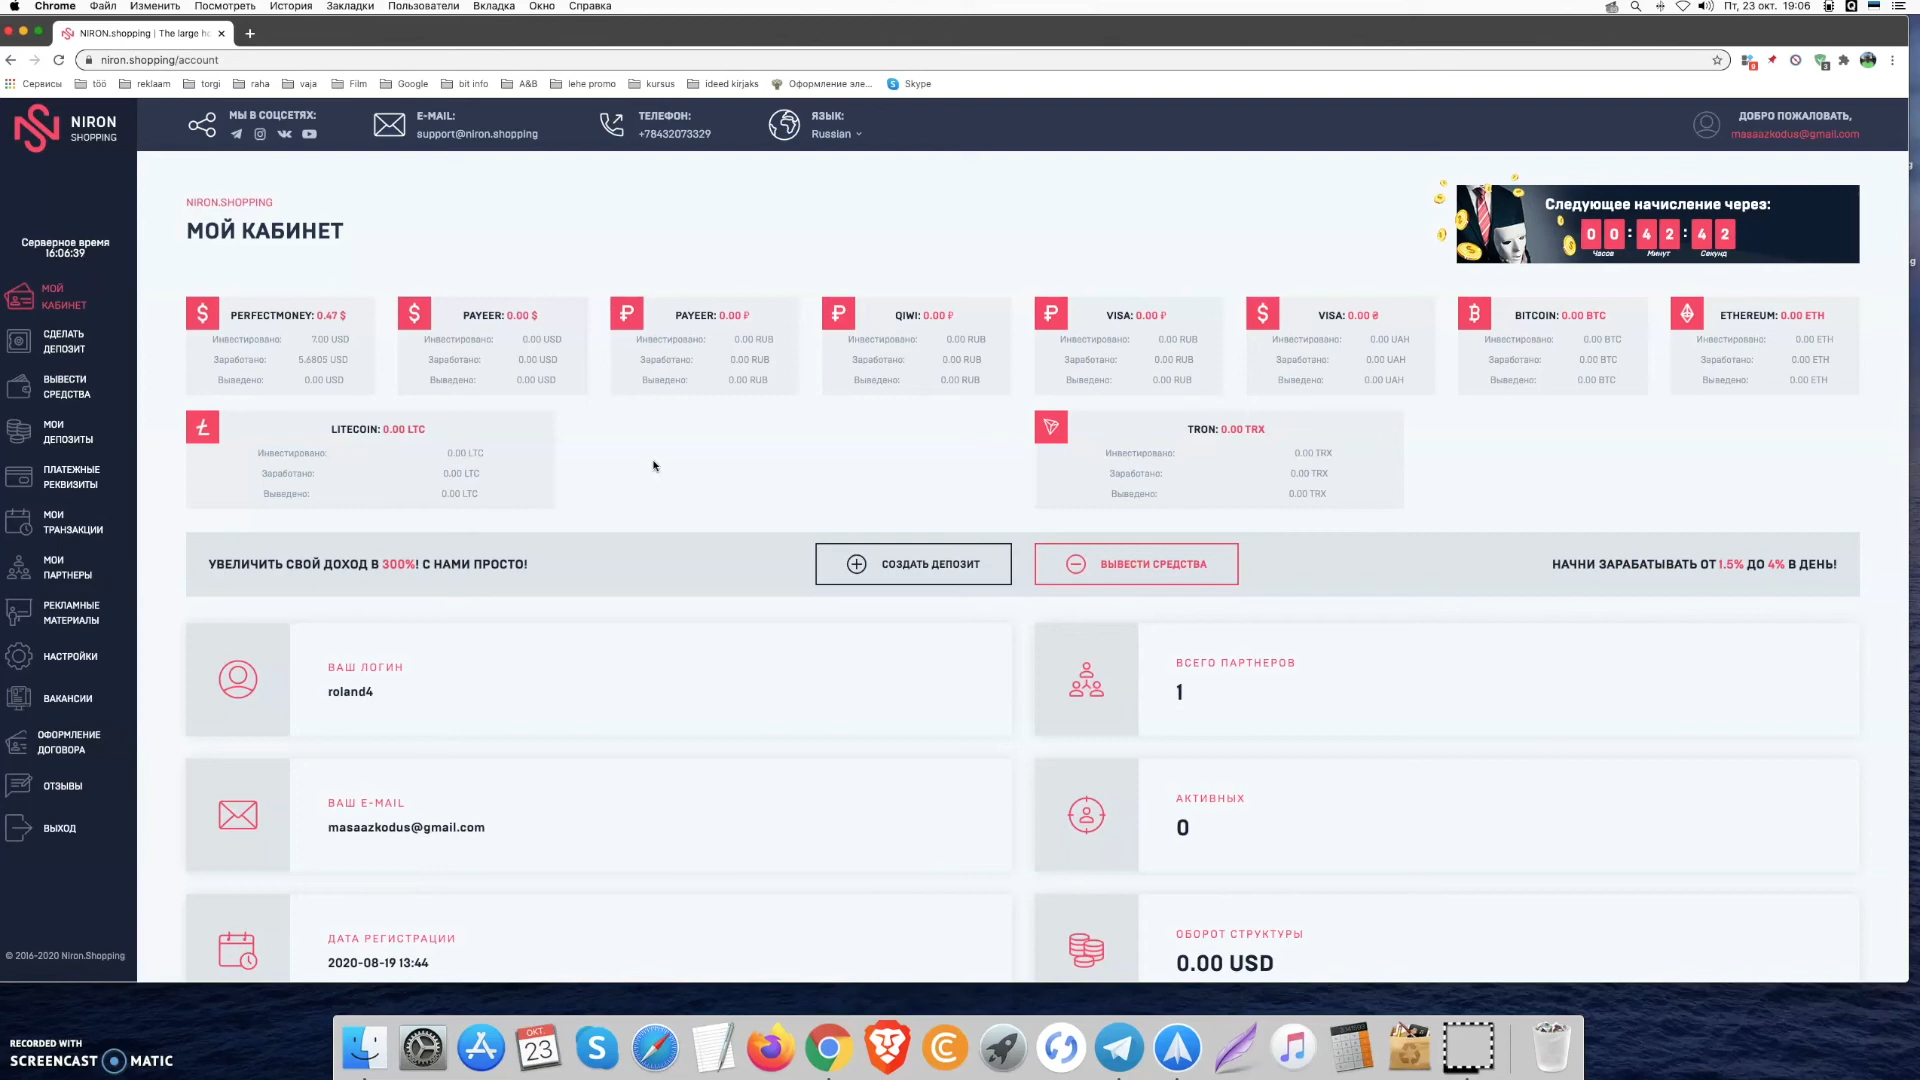 Chrome Файл Изменить Посмотреть История Закладки Пользователи Вкладка Окно Справка
Пт, 23 окт. 19:06
NIRON.shopping | The large h
niron.shopping/account
Сервисы töö reklaam torgi raha vaja Film Google bit info A&B lehe promo kursus ideed kirjaks Оформление эле... Skype
NIRON
SHOPPING
МЫ В СОЦСЕТЯХ:
E-MAIL:
support@niron.shopping
ТЕЛЕФОН:
+78432073329
ЯЗЫК:
Russian
ДОБРО ПОЖАЛОВАТЬ,
masaazkodus@gmail.com
Серверное время
16:06:39
МОЙ
КАБИНЕТ
СДЕЛАТЬ
ДЕПОЗИТ
ВЫВЕСТИ
СРЕДСТВА
МОИ
ДЕПОЗИТЫ
ПЛАТЕЖНЫЕ
РЕКВИЗИТЫ
МОИ
ТРАНЗАКЦИИ
МОИ
ПАРТНЕРЫ
РЕКЛАМНЫЕ
МАТЕРИАЛЫ
НАСТРОЙКИ
ВАКАНСИИ
ОФОРМЛЕНИЕ
ДОГОВОРА
ОТЗЫВЫ
ВЫХОД
© 2016-2020 Niron.Shopping
NIRON.SHOPPING
МОЙ КАБИНЕТ
Следующее начисление через:
00 : 42 : 42
Часов Минут Секунд
PERFECTMONEY: 0.47 $
Инвестировано: 7.00 USD
Заработано: 5.6805 USD
Выведено: 0.00 USD
PAYEER: 0.00 $
Инвестировано: 0.00 USD
Заработано: 0.00 USD
Выведено: 0.00 USD
PAYEER: 0.00 ₽
Инвестировано: 0.00 RUB
Заработано: 0.00 RUB
Выведено: 0.00 RUB
QIWI: 0.00 ₽
Инвестировано: 0.00 RUB
Заработано: 0.00 RUB
Выведено: 0.00 RUB
VISA: 0.00 ₽
Инвестировано: 0.00 RUB
Заработано: 0.00 RUB
Выведено: 0.00 RUB
VISA: 0.00 ₴
Инвестировано: 0.00 UAH
Заработано: 0.00 UAH
Выведено: 0.00 UAH
BITCOIN: 0.00 BTC
Инвестировано: 0.00 BTC
Заработано: 0.00 BTC
Выведено: 0.00 BTC
ETHEREUM: 0.00 ETH
Инвестировано: 0.00 ETH
Заработано: 0.00 ETH
Выведено: 0.00 ETH
LITECOIN: 0.00 LTC
Инвестировано: 0.00 LTC
Заработано: 0.00 LTC
Выведено: 0.00 LTC
TRON: 0.00 TRX
Инвестировано: 0.00 TRX
Заработано: 0.00 TRX
Выведено: 0.00 TRX
УВЕЛИЧИТЬ СВОЙ ДОХОД В 300%! С НАМИ ПРОСТО!
СОЗДАТЬ ДЕПОЗИТ
ВЫВЕСТИ СРЕДСТВА
НАЧНИ ЗАРАБАТЫВАТЬ ОТ 1.5% ДО 4% В ДЕНЬ!
ВАШ ЛОГИН
roland4
ВСЕГО ПАРТНЕРОВ
1
ВАШ E-MAIL
masaazkodus@gmail.com
АКТИВНЫХ
0
ДАТА РЕГИСТРАЦИИ
2020-08-19 13:44
ОБОРОТ СТРУКТУРЫ
0.00 USD
RECORDED WITH
SCREENCAST MATIC
ОКТ.
23